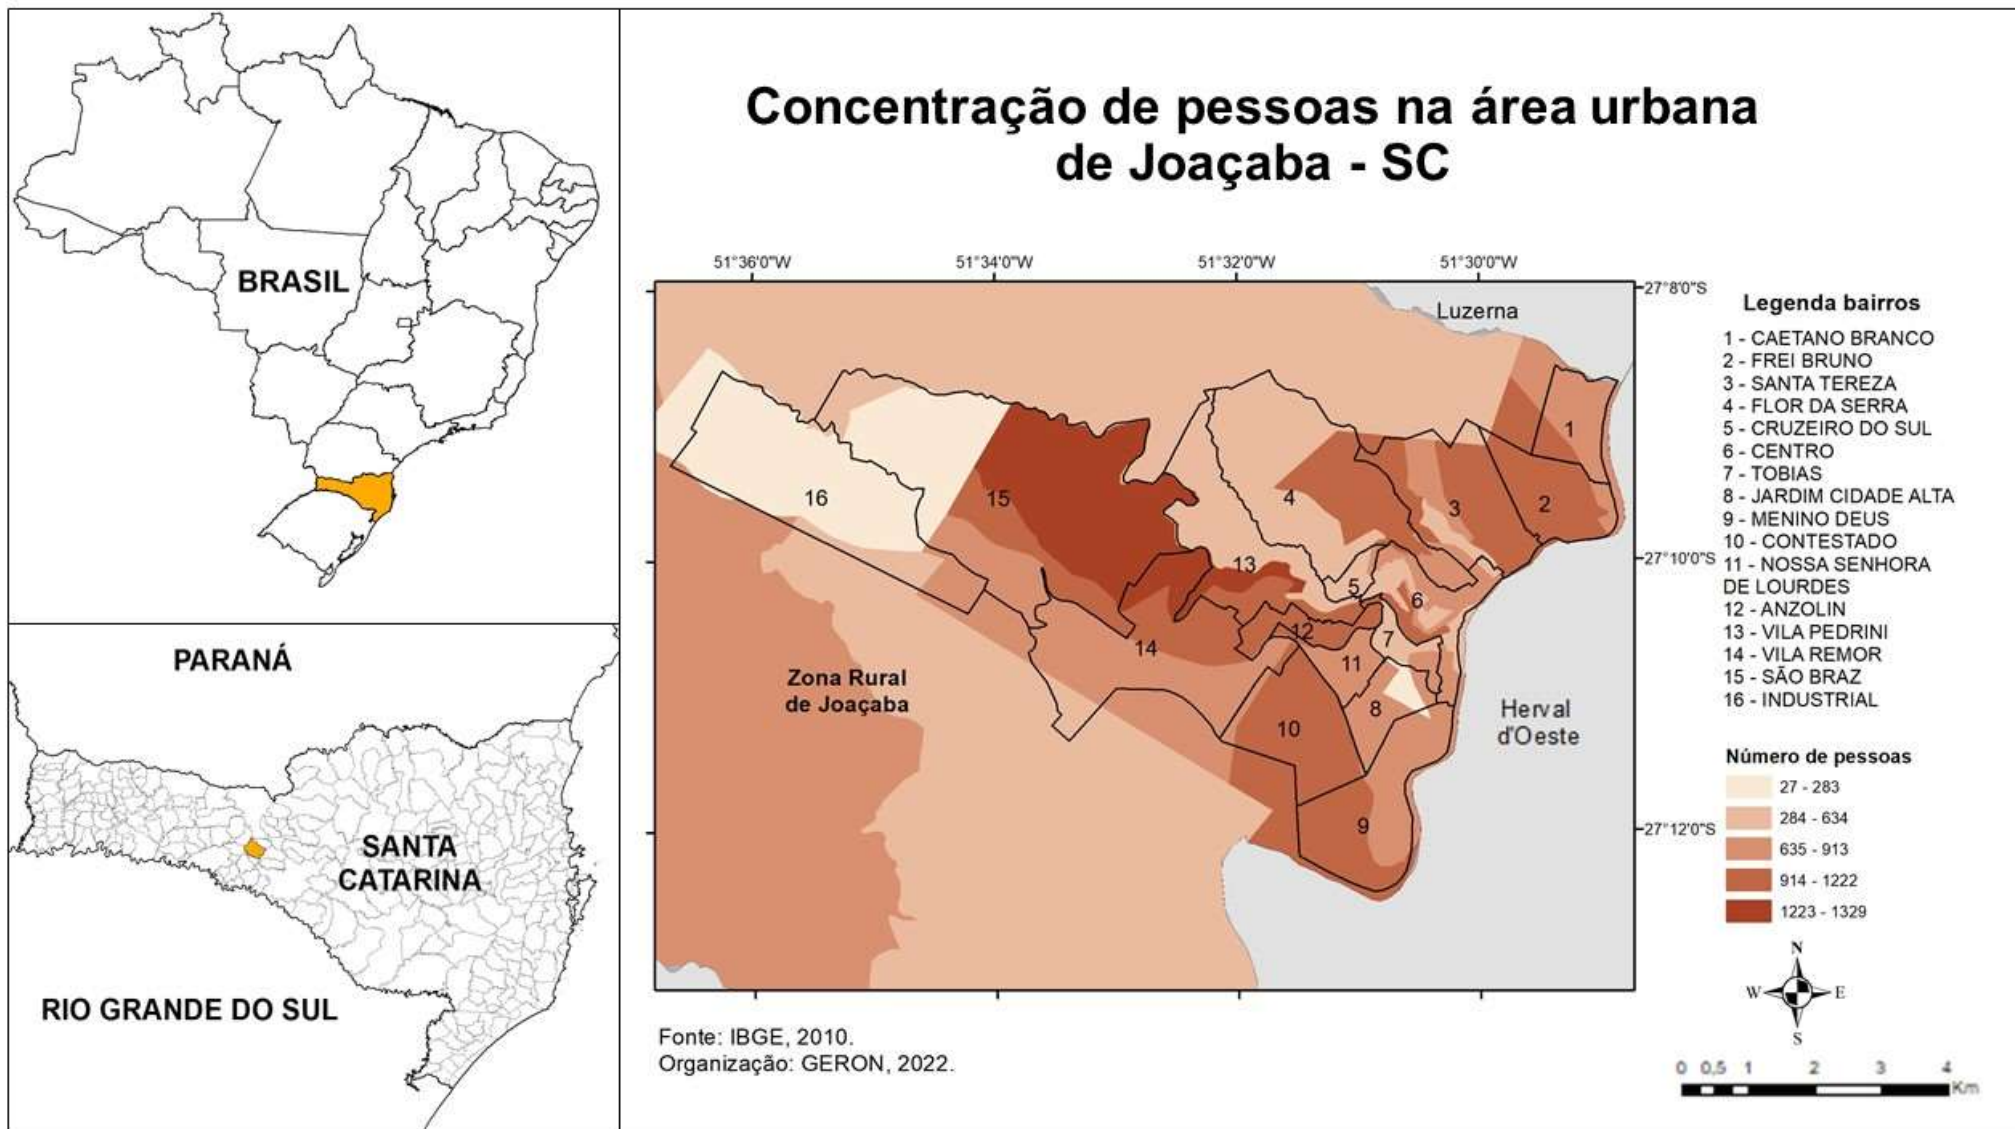 BRASIL
PARANÁ
SANTA
CATARINA
RIO GRANDE DO SUL
Concentração de pessoas na área urbana
de Joaçaba - SC
51°36'0"W
51°34'0"W
51°32'0"W
51°30'0"W
27°8'0"S
27°10'0"S
27°12'0"S
Luzerna
1
2
3
4
15
16
13
5
6
12
7
14
11
8
10
9
Zona Rural
de Joaçaba
Herval
d'Oeste
Legenda bairros
1 - CAETANO BRANCO
2 - FREI BRUNO
3 - SANTA TEREZA
4 - FLOR DA SERRA
5 - CRUZEIRO DO SUL
6 - CENTRO
7 - TOBIAS
8 - JARDIM CIDADE ALTA
9 - MENINO DEUS
10 - CONTESTADO
11 - NOSSA SENHORA
DE LOURDES
12 - ANZOLIN
13 - VILA PEDRINI
14 - VILA REMOR
15 - SÃO BRAZ
16 - INDUSTRIAL
Número de pessoas
27 - 283
284 - 634
635 - 913
914 - 1222
1223 - 1329
N
W E
S
0 0,5 1 2 3 4
Km
Fonte: IBGE, 2010.
Organização: GERON, 2022.